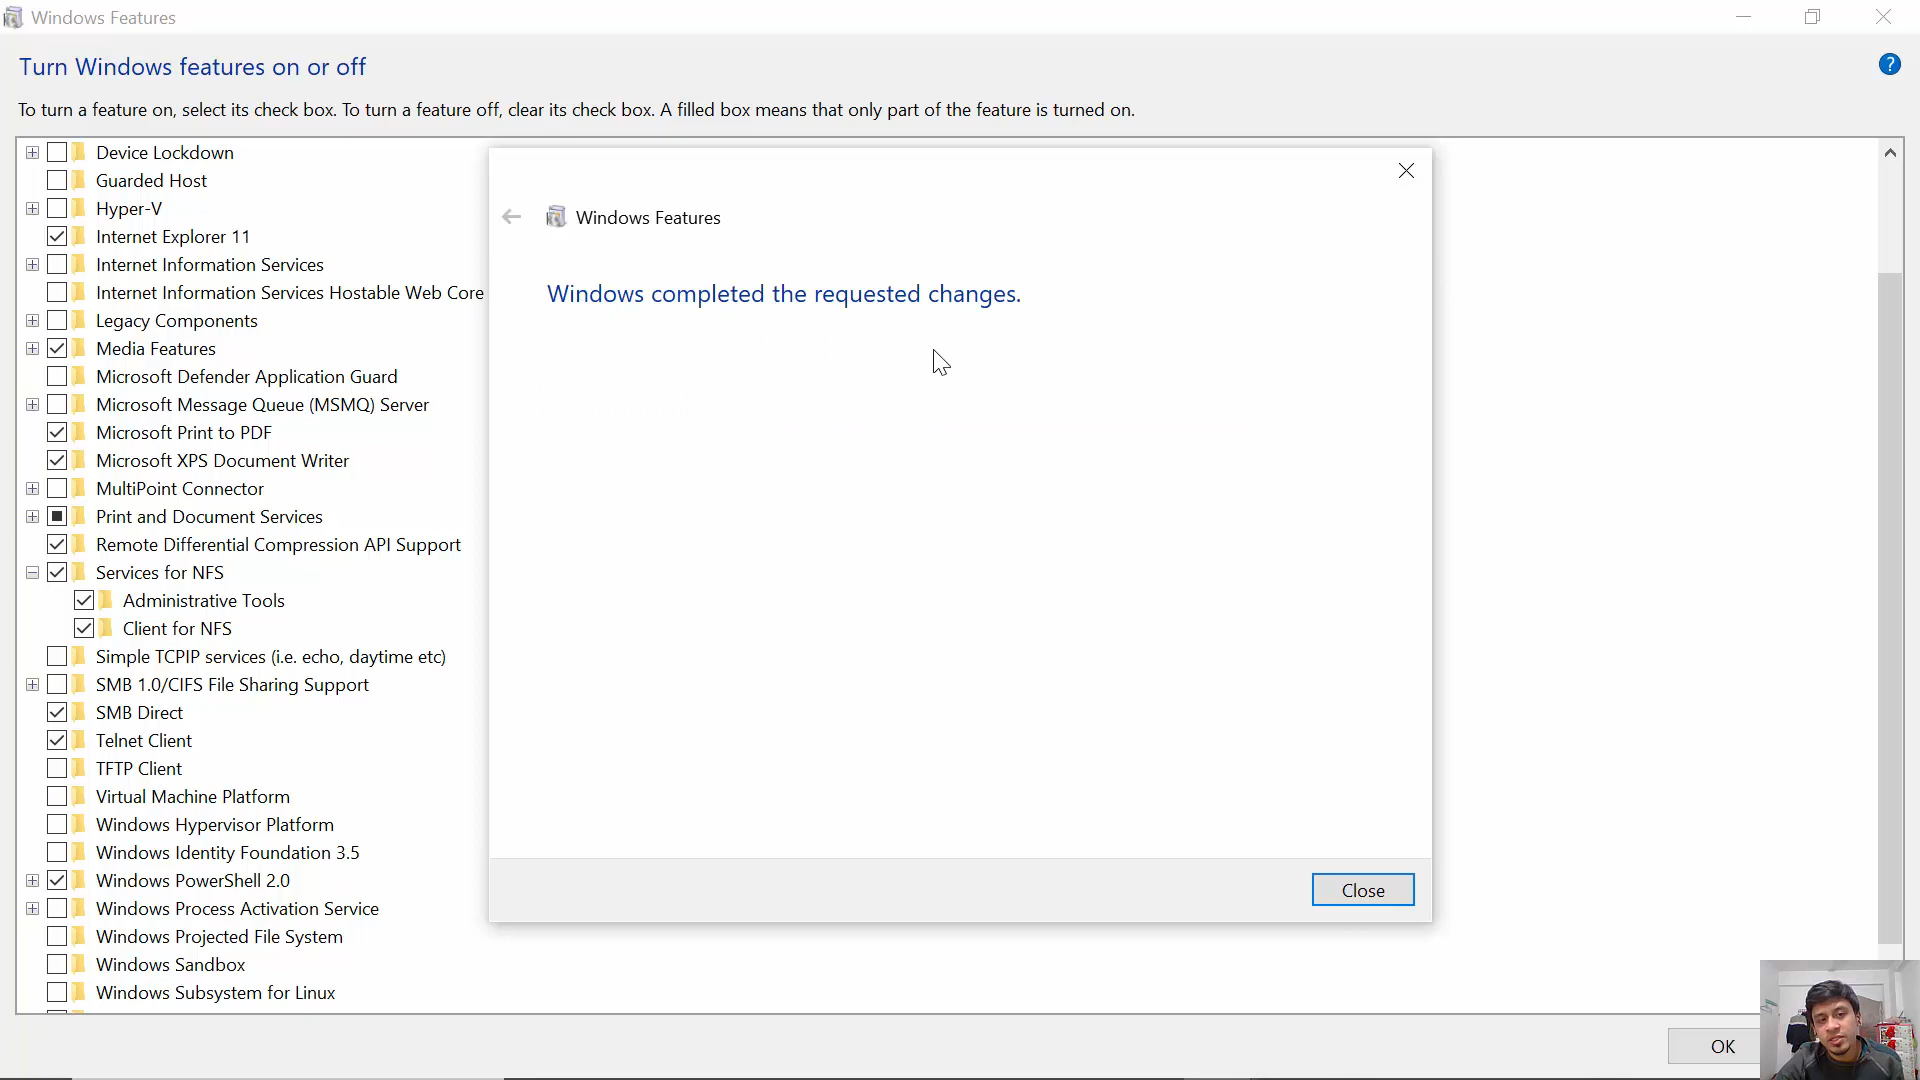 Windows Features
Turn Windows features on or off
?
To turn a feature on, select its check box. To turn a feature off, clear its check box. A filled box means that only part of the feature is turned on.
Device Lockdown
Guarded Host
Hyper-V
Internet Explorer 11
Internet Information Services
Internet Information Services Hostable Web Core
Legacy Components
Media Features
Microsoft Defender Application Guard
Microsoft Message Queue (MSMQ) Server
Microsoft Print to PDF
Microsoft XPS Document Writer
MultiPoint Connector
Print and Document Services
Remote Differential Compression API Support
Services for NFS
Administrative Tools
Client for NFS
Simple TCPIP services (i.e. echo, daytime etc)
SMB 1.0/CIFS File Sharing Support
SMB Direct
Telnet Client
TFTP Client
Virtual Machine Platform
Windows Hypervisor Platform
Windows Identity Foundation 3.5
Windows PowerShell 2.0
Windows Process Activation Service
Windows Projected File System
Windows Sandbox
Windows Subsystem for Linux
Windows Features
Windows completed the requested changes.
Close
OK